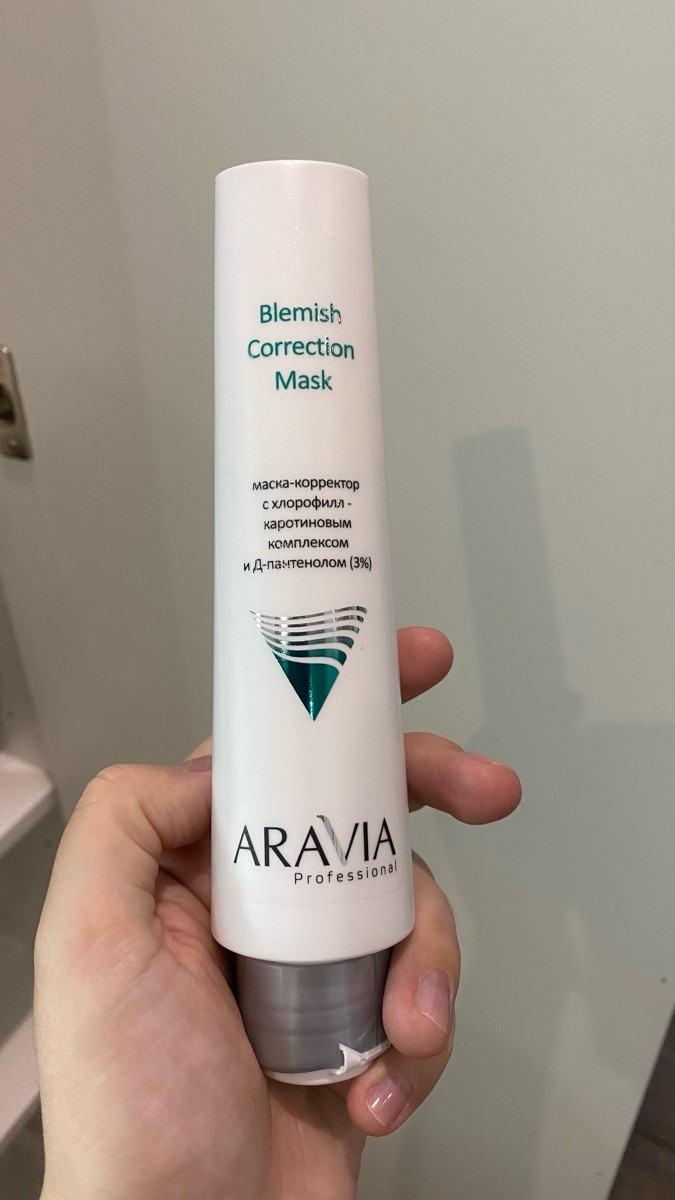 Blemish
Correction
Mask
маска-корректор
с хлорофилл -
каротиновым
комплексом
и Д-пантенолом (3%)
ARAVIA
Professional